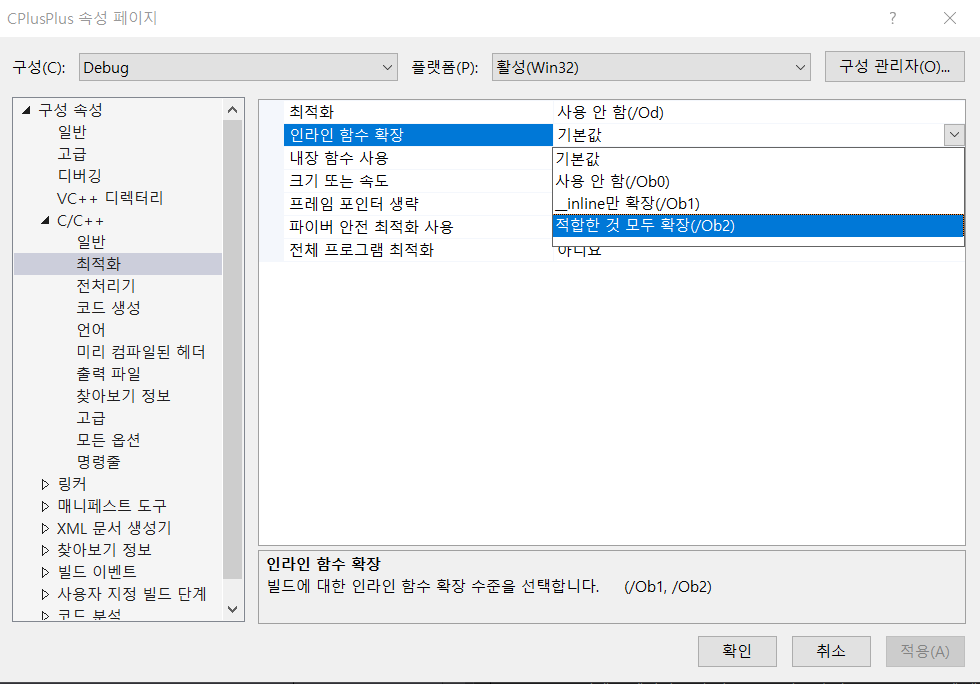 CPlusPlus 속성 페이지
구성(C): Debug 플랫폼(P): 활성(Win32) 구성 관리자(O)...
구성 속성
일반
고급
디버깅
VC++ 디렉터리
C/C++
일반
최적화
전처리기
코드 생성
언어
미리 컴파일된 헤더
출력 파일
찾아보기 정보
고급
모든 옵션
명령줄
링커
매니페스트 도구
XML 문서 생성기
찾아보기 정보
빌드 이벤트
사용자 지정 빌드 단계
코드 분석
최적화 사용 안 함(/Od)
인라인 함수 확장 기본값
내장 함수 사용
크기 또는 속도
프레임 포인터 생략
파이버 안전 최적화 사용
전체 프로그램 최적화 아니요
기본값
사용 안 함(/Ob0)
__inline만 확장(/Ob1)
적합한 것 모두 확장(/Ob2)
인라인 함수 확장
빌드에 대한 인라인 함수 확장 수준을 선택합니다. (/Ob1, /Ob2)
확인 취소 적용(A)